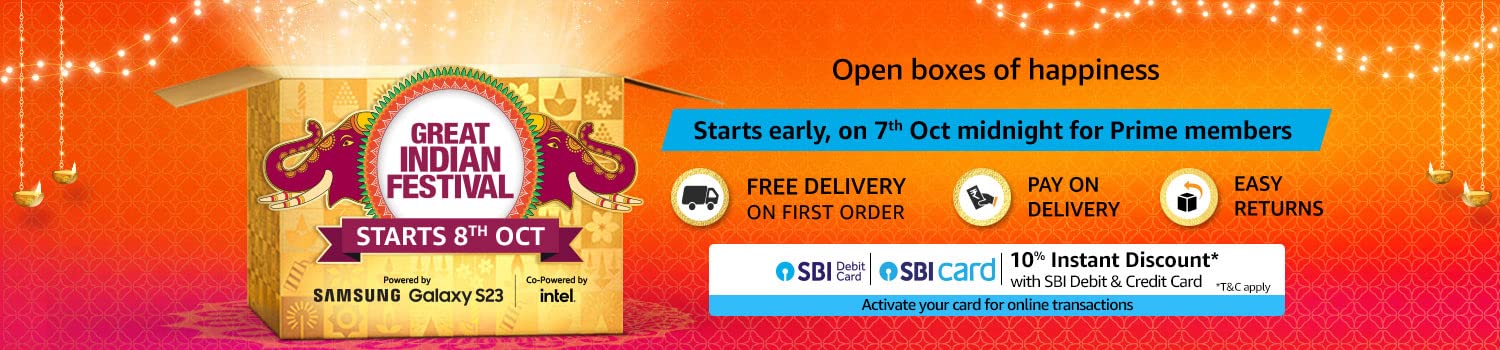 GREAT
INDIAN
FESTIVAL
STARTS 8TH OCT
Powered by
SAMSUNG Galaxy S23
Co-Powered by
intel.
Open boxes of happiness
Starts early, on 7th Oct midnight for Prime members
FREE DELIVERY
ON FIRST ORDER
PAY ON
DELIVERY
EASY
RETURNS
SBI Debit
Card
SBI card
10% Instant Discount*
with SBI Debit & Credit Card *T&C apply
Activate your card for online transactions